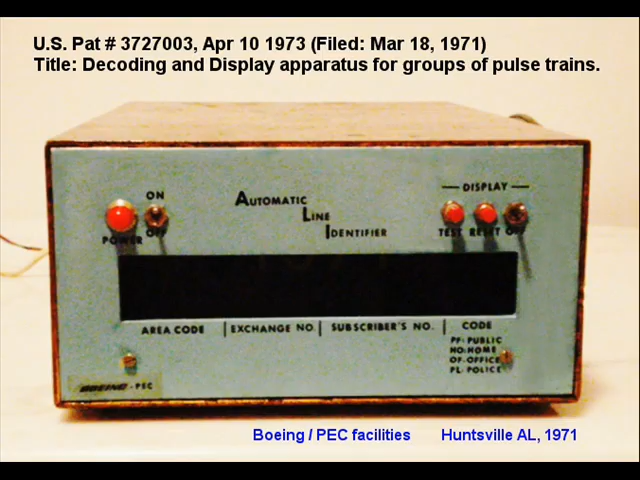 U.S. Pat # 3727003, Apr 10 1973 (Filed: Mar 18, 1971)
Title: Decoding and Display apparatus for groups of pulse trains.
ON
POWER OFF
AUTOMATIC
LINE
IDENTIFIER
DISPLAY
TEST RESET OFF
AREA CODE | EXCHANGE NO. | SUBSCRIBER'S NO. | CODE
PF: PUBLIC
HO: HOME
OF: OFFICE
PL: POLICE
BOEING - PEC
Boeing / PEC facilities Huntsville AL, 1971